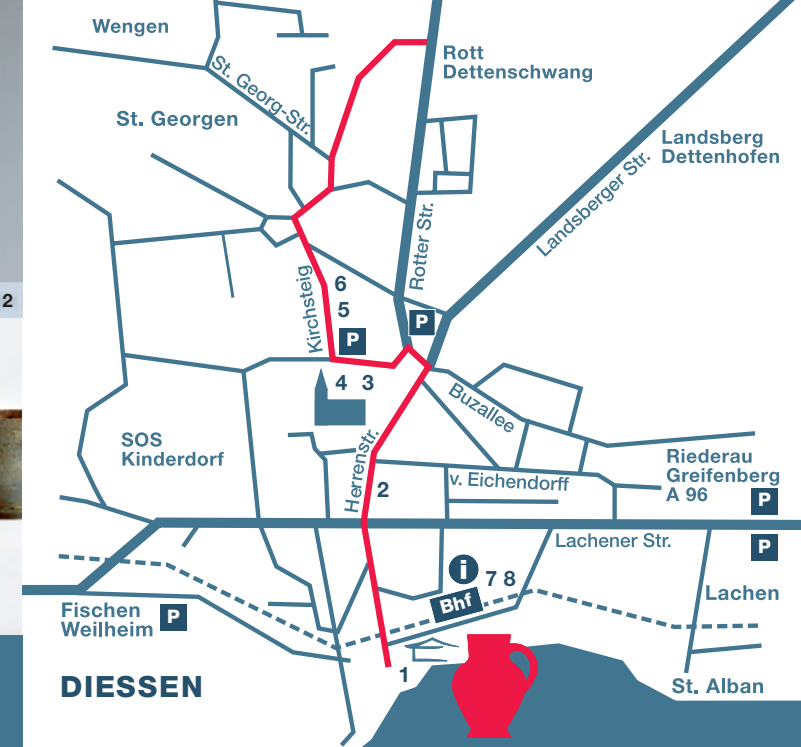 Wengen
St. Georg-Str.
St. Georgen
Rott
Dettenschwang
Landsberg
Dettenhofen
Landsberger Str.
Rotter Str.
2
Kirchsteig
6
5
P
P
4 3
Buzallee
SOS
Kinderdorf
Herrenstr.
2
v. Eichendorff
Riederau
Greifenberg
A 96
P
Lachener Str.
P
i
7 8
Bhf
Lachen
Fischen
Weilheim
P
1
DIESSEN
St. Alban